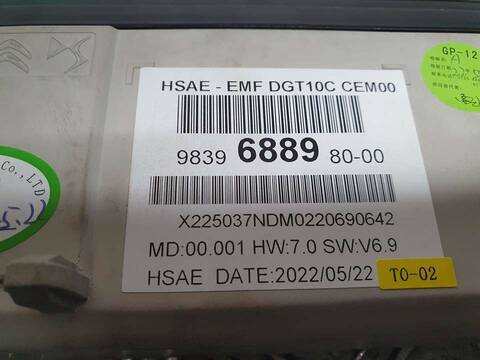 GP-12
HSAE - EMF DGT10C CEM00
9839 6889 80-00
X225037NDM0220690642
MD:00.001 HW:7.0 SW:V6.9
HSAE DATE:2022/05/22
TO-02
Co., LTD